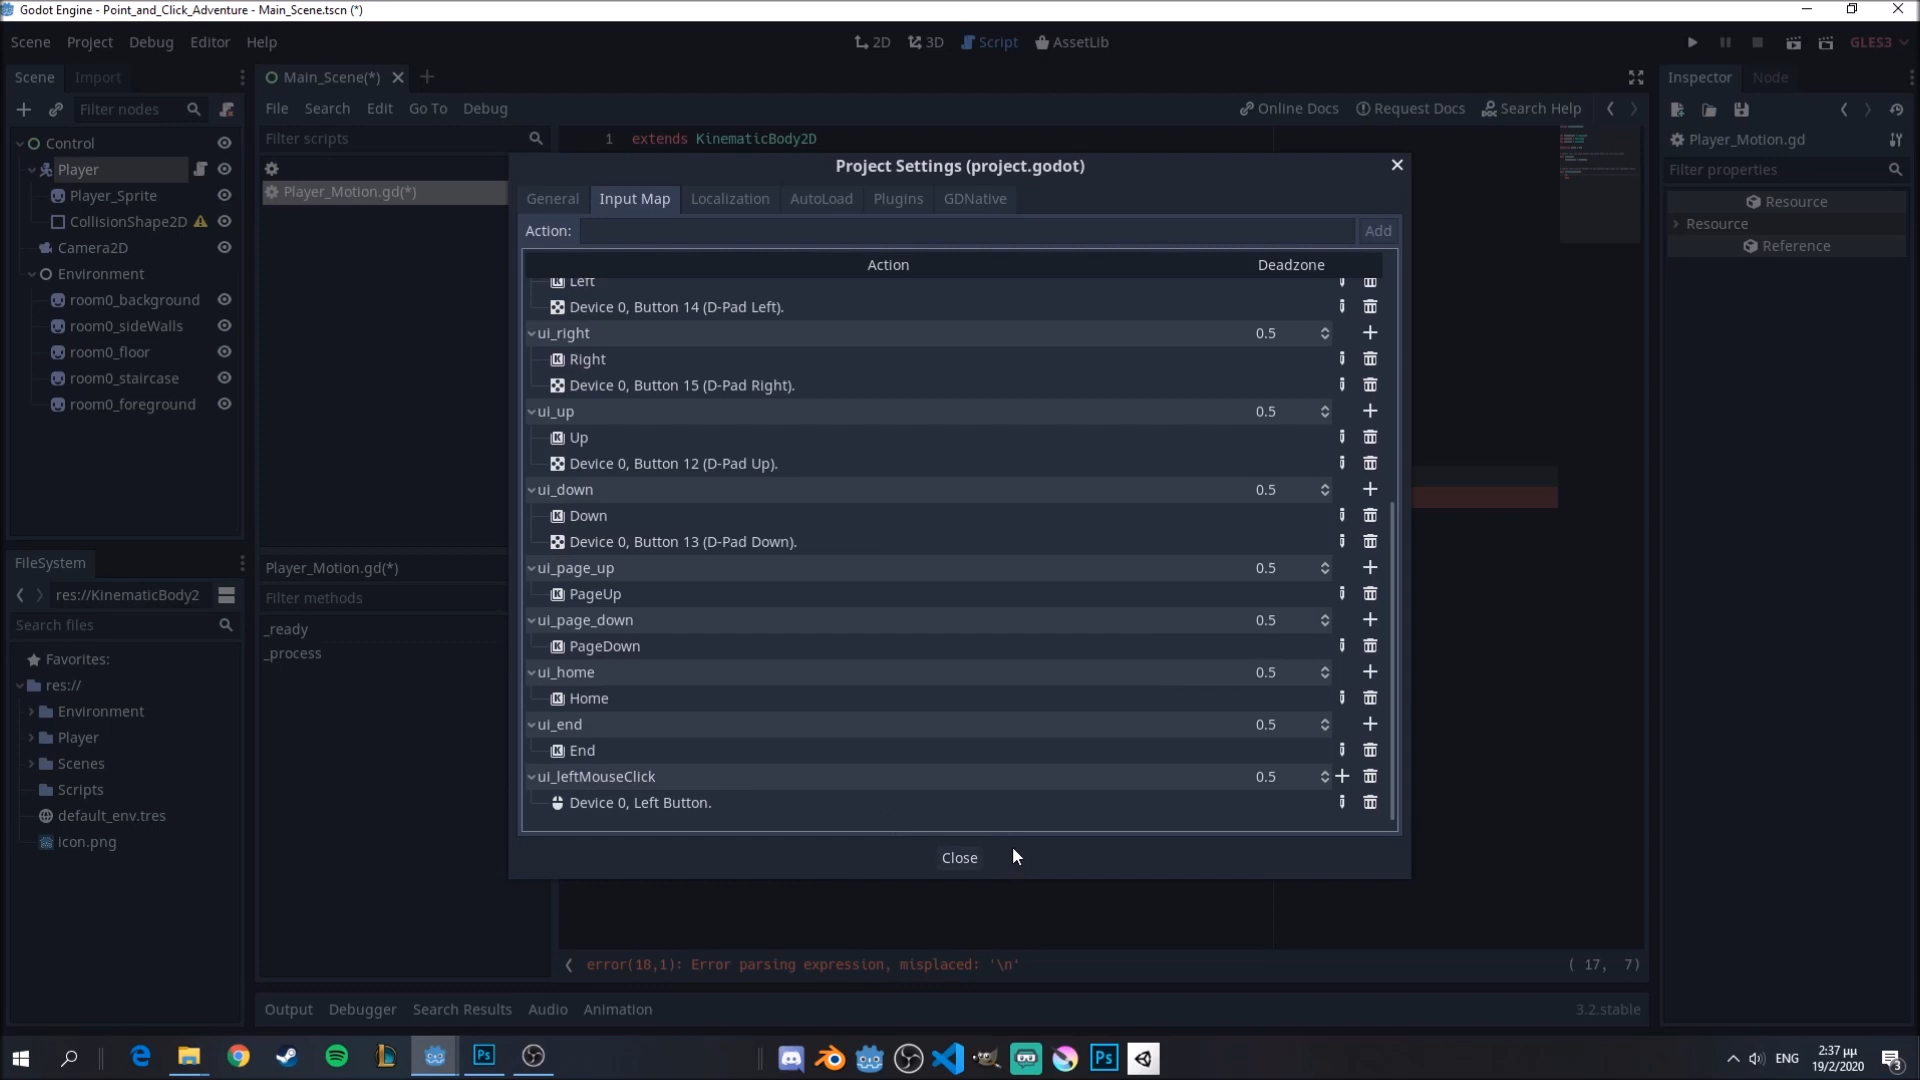 Godot Engine - Point_and_Click_Adventure - Main_Scene.tscn (*)
Scene Project Debug Editor Help
2D 3D Script AssetLib
GLES3
Scene Import
Main_Scene(*)
Inspector Node
Filter nodes
File Search Edit Go To Debug
Online Docs Request Docs Search Help
Filter scripts
1 extends KinematicBody2D
Player_Motion.gd
Filter properties
Control
Player
Player_Sprite
CollisionShape2D
Camera2D
Environment
room0_background
room0_sideWalls
room0_floor
room0_staircase
room0_foreground
Player_Motion.gd(*)
Resource
Resource
Reference
Project Settings (project.godot)
General Input Map Localization AutoLoad Plugins GDNative
Action: Add
Action Deadzone
Left
Device 0, Button 14 (D-Pad Left).
ui_right 0.5
Right
Device 0, Button 15 (D-Pad Right).
ui_up 0.5
Up
Device 0, Button 12 (D-Pad Up).
ui_down 0.5
Down
Device 0, Button 13 (D-Pad Down).
ui_page_up 0.5
PageUp
ui_page_down 0.5
PageDown
ui_home 0.5
Home
ui_end 0.5
End
ui_leftMouseClick 0.5
Device 0, Left Button.
Close
FileSystem
res://KinematicBody2
Search files
Favorites:
res://
Environment
Player
Scenes
Scripts
default_env.tres
icon.png
Player_Motion.gd(*)
Filter methods
_ready
_process
error(18,1): Error parsing expression, misplaced: '\n'
( 17, 7)
Output Debugger Search Results Audio Animation
3.2.stable
Ps
Ps
ENG
2:37 μμ
19/2/2020
3